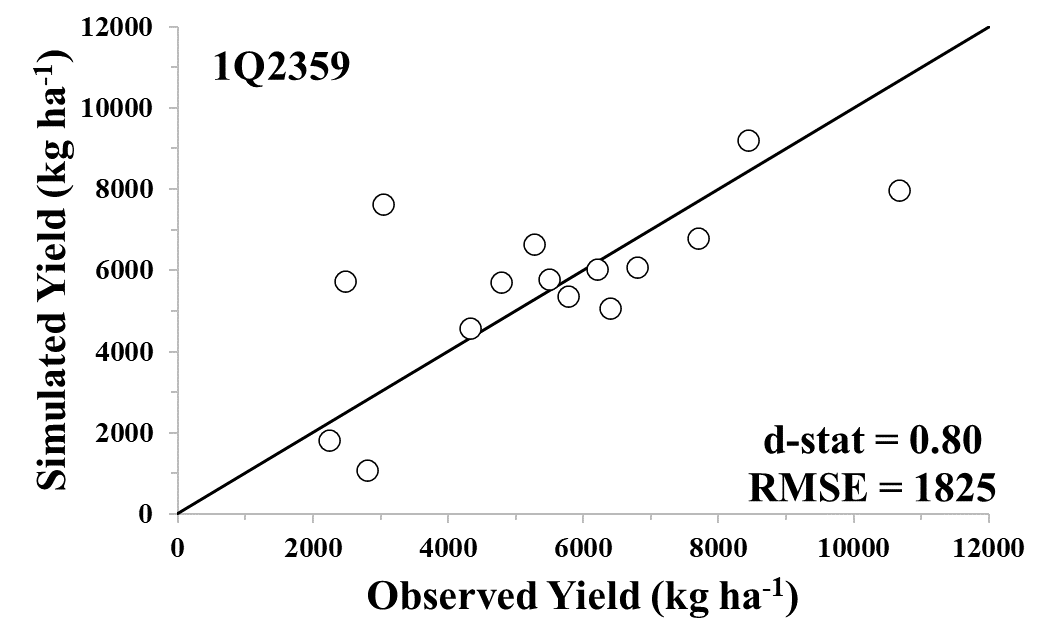 1Q2359
12000
10000
8000
6000
4000
2000
0
Simulated Yield (kg ha-1)
d-stat = 0.80
RMSE = 1825
0 2000 4000 6000 8000 10000 12000
Observed Yield (kg ha-1)